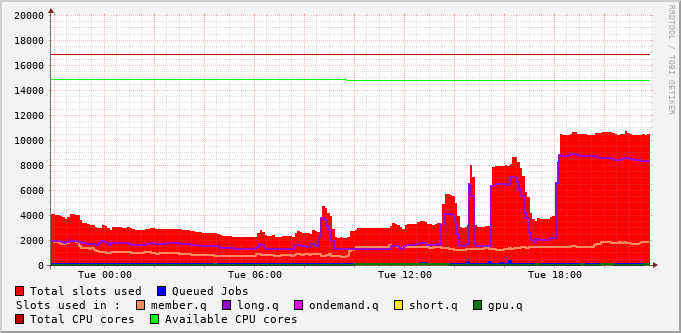 RRDTOOL / TOBI OETIKER
20000
18000
16000
14000
12000
10000
8000
6000
4000
2000
0
Tue 00:00 Tue 06:00 Tue 12:00 Tue 18:00
Total slots used Queued Jobs
Slots used in : member.q long.q ondemand.q short.q gpu.q
Total CPU cores Available CPU cores